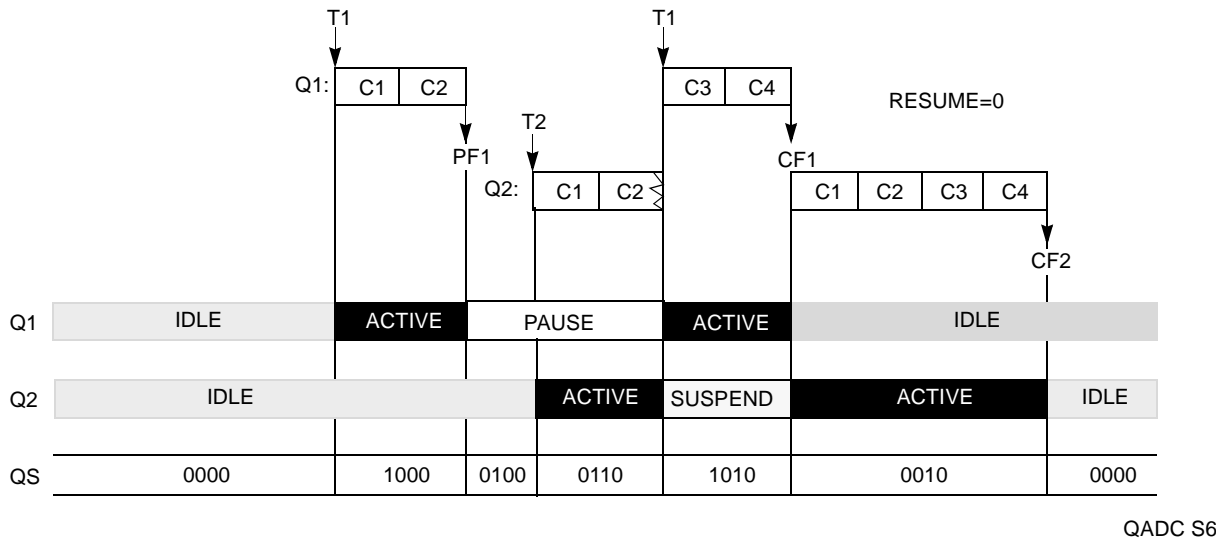 T1 T1
Q1: C1 C2 C3 C4 RESUME=0
T2
PF1 CF1
Q2: C1 C2 C1 C2 C3 C4
CF2
Q1 IDLE ACTIVE PAUSE ACTIVE IDLE
Q2 IDLE ACTIVE SUSPEND ACTIVE IDLE
QS 0000 1000 0100 0110 1010 0010 0000
QADC S6